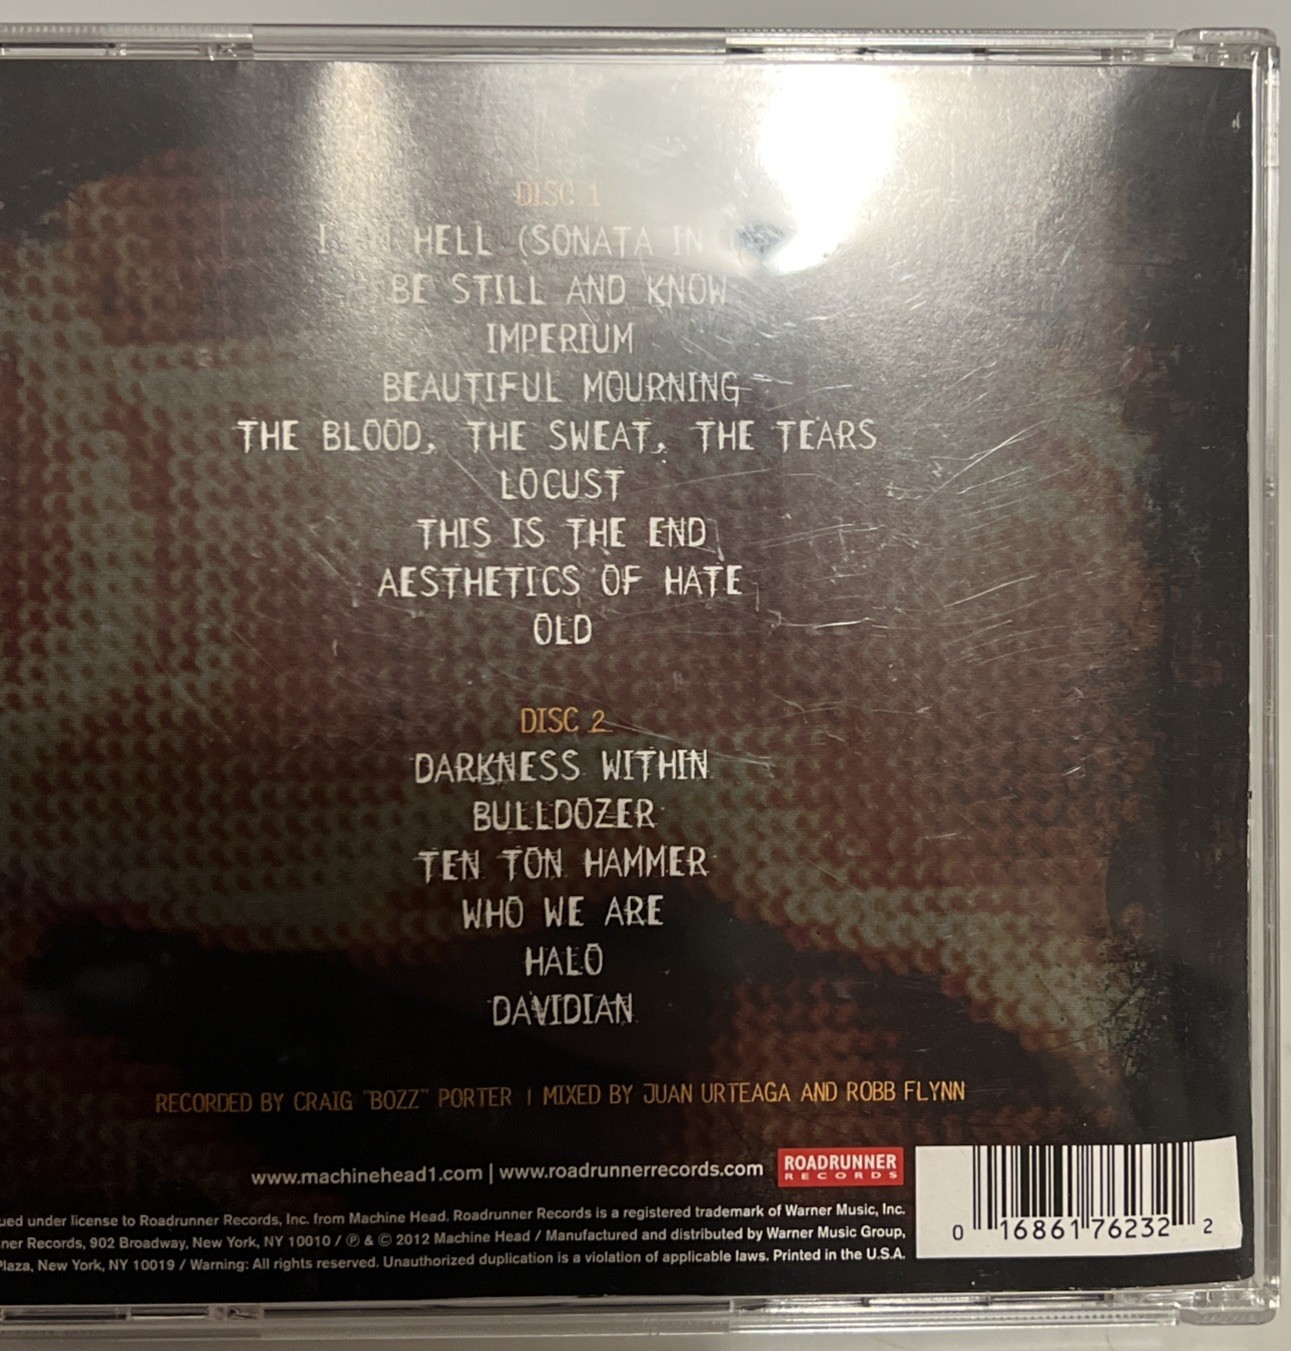 DISC 1
HELL (SONATA IN
BE STILL AND KNOW
IMPERIUM
BEAUTIFUL MOURNING
THE BLOOD, THE SWEAT, THE TEARS
LOCUST
THIS IS THE END
AESTHETICS OF HATE
OLD
DISC 2
DARKNESS WITHIN
BULLDOZER
TEN TON HAMMER
WHO WE ARE
HALO
DAVIDIAN
RECORDED BY CRAIG "BOZZ" PORTER | MIXED BY JUAN URTEAGA AND ROBB FLYNN
www.machinehead1.com | www.roadrunnerrecords.com
ROADRUNNER
RECORDS
under license to Roadrunner Records, Inc. from Machine Head. Roadrunner Records is a registered trademark of Warner Music, Inc.
Records, 902 Broadway, New York, NY 10010 / ℗ & © 2012 Machine Head / Manufactured and distributed by Warner Music Group,
Plaza, New York, NY 10019 / Warning: All rights reserved. Unauthorized duplication is a violation of applicable laws. Printed in the U.S.A.
0 16861 76232 2